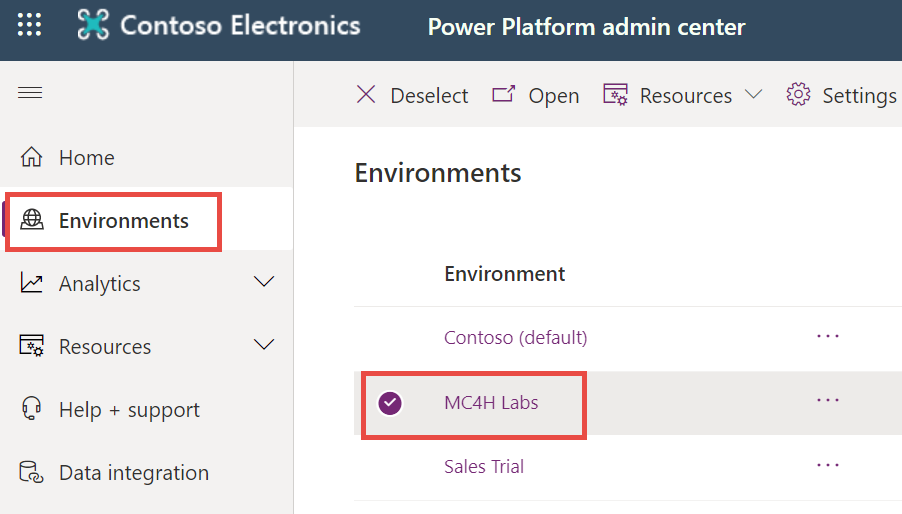 Contoso Electronics Power Platform admin center
Deselect Open Resources Settings
Home
Environments
Analytics
Resources
Help + support
Data integration
Environments
Environment
Contoso (default) ...
MC4H Labs ...
Sales Trial ...